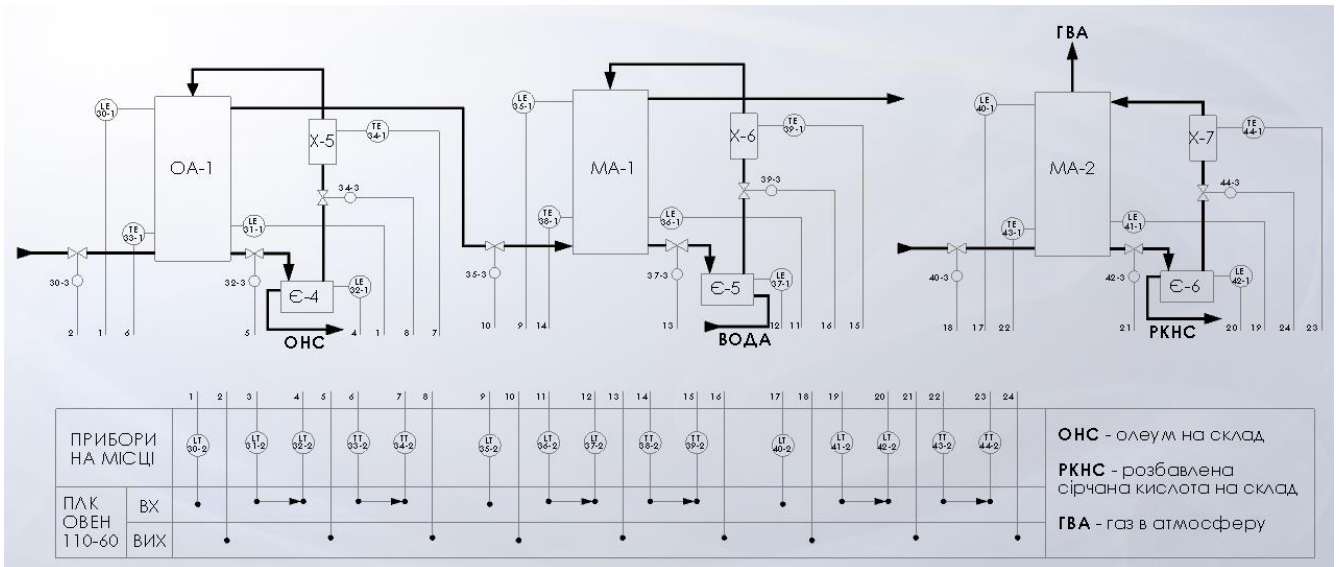 ГВА
LE 30-1
ОА-1
Х-5
TE 34-1
34-3
TE 33-1
LE 31-1
30-3
32-3
Є-4
LE 32-1
2
1
6
5
4
1
8
7
ОНС
LE 35-1
МА-1
Х-6
TE 39-1
39-3
TE 38-1
LE 36-1
35-3
37-3
Є-5
LE 37-1
10
9
14
13
12
11
16
15
ВОДА
LE 40-1
МА-2
Х-7
TE 44-1
44-3
TE 43-1
LE 41-1
40-3
42-3
Є-6
LE 42-1
18
17
22
21
20
19
24
23
РКНС
1 2 3 4 5 6 7 8 9 10 11 12 13 14 15 16 17 18 19 20 21 22 23 24
ПРИБОРИ
НА МІСЦІ
LT 30-2
LT 31-2
LT 32-2
TT 33-2
TT 34-2
LT 35-2
LT 36-2
LT 37-2
TT 38-2
TT 39-2
LT 40-2
LT 41-2
LT 42-2
TT 43-2
TT 44-2
ПЛК
ОВЕН
110-60
ВХ
ВИХ
ОНС - олеум на склад
РКНС - розбавлена
сірчана кислота на склад
ГВА - газ в атмосферу